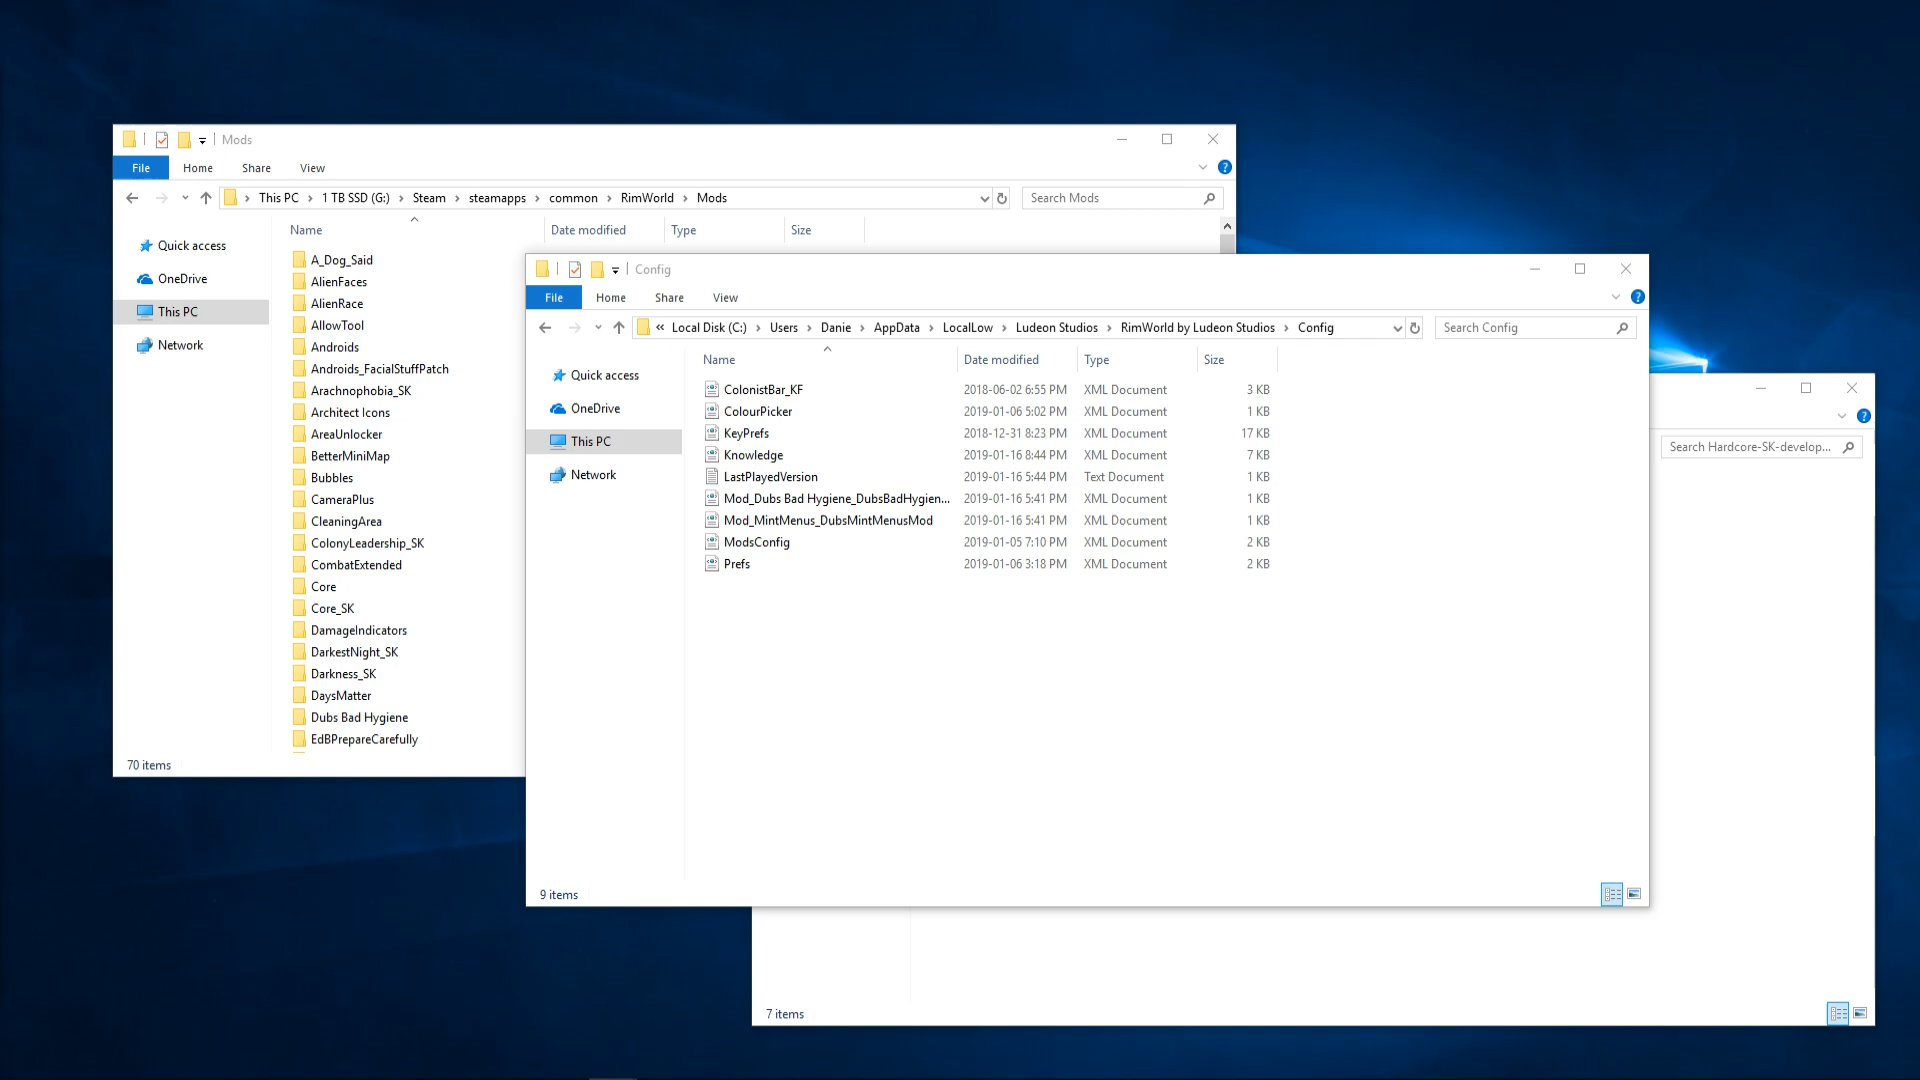 Mods
File Home Share View
This PC 1 TB SSD (G:) Steam steamapps common RimWorld Mods
Search Mods
Name Date modified Type Size
Quick access
OneDrive
This PC
Network
A_Dog_Said
AlienFaces
AlienRace
AllowTool
Androids
Androids_FacialStuffPatch
Arachnophobia_SK
Architect Icons
AreaUnlocker
BetterMiniMap
Bubbles
CameraPlus
CleaningArea
ColonyLeadership_SK
CombatExtended
Core
Core_SK
DamageIndicators
DarkestNight_SK
Darkness_SK
DaysMatter
Dubs Bad Hygiene
EdBPrepareCarefully
70 items
Config
File Home Share View
« Local Disk (C:) Users Danie AppData LocalLow Ludeon Studios RimWorld by Ludeon Studios Config
Search Config
Name Date modified Type Size
Quick access
OneDrive
This PC
Network
ColonistBar_KF 2018-06-02 6:55 PM XML Document 3 KB
ColourPicker 2019-01-06 5:02 PM XML Document 1 KB
KeyPrefs 2018-12-31 8:23 PM XML Document 17 KB
Knowledge 2019-01-16 8:44 PM XML Document 7 KB
LastPlayedVersion 2019-01-16 5:44 PM Text Document 1 KB
Mod_Dubs Bad Hygiene_DubsBadHygien... 2019-01-16 5:41 PM XML Document 1 KB
Mod_MintMenus_DubsMintMenusMod 2019-01-16 5:41 PM XML Document 1 KB
ModsConfig 2019-01-05 7:10 PM XML Document 2 KB
Prefs 2019-01-06 3:18 PM XML Document 2 KB
9 items
Search Hardcore-SK-develop...
7 items